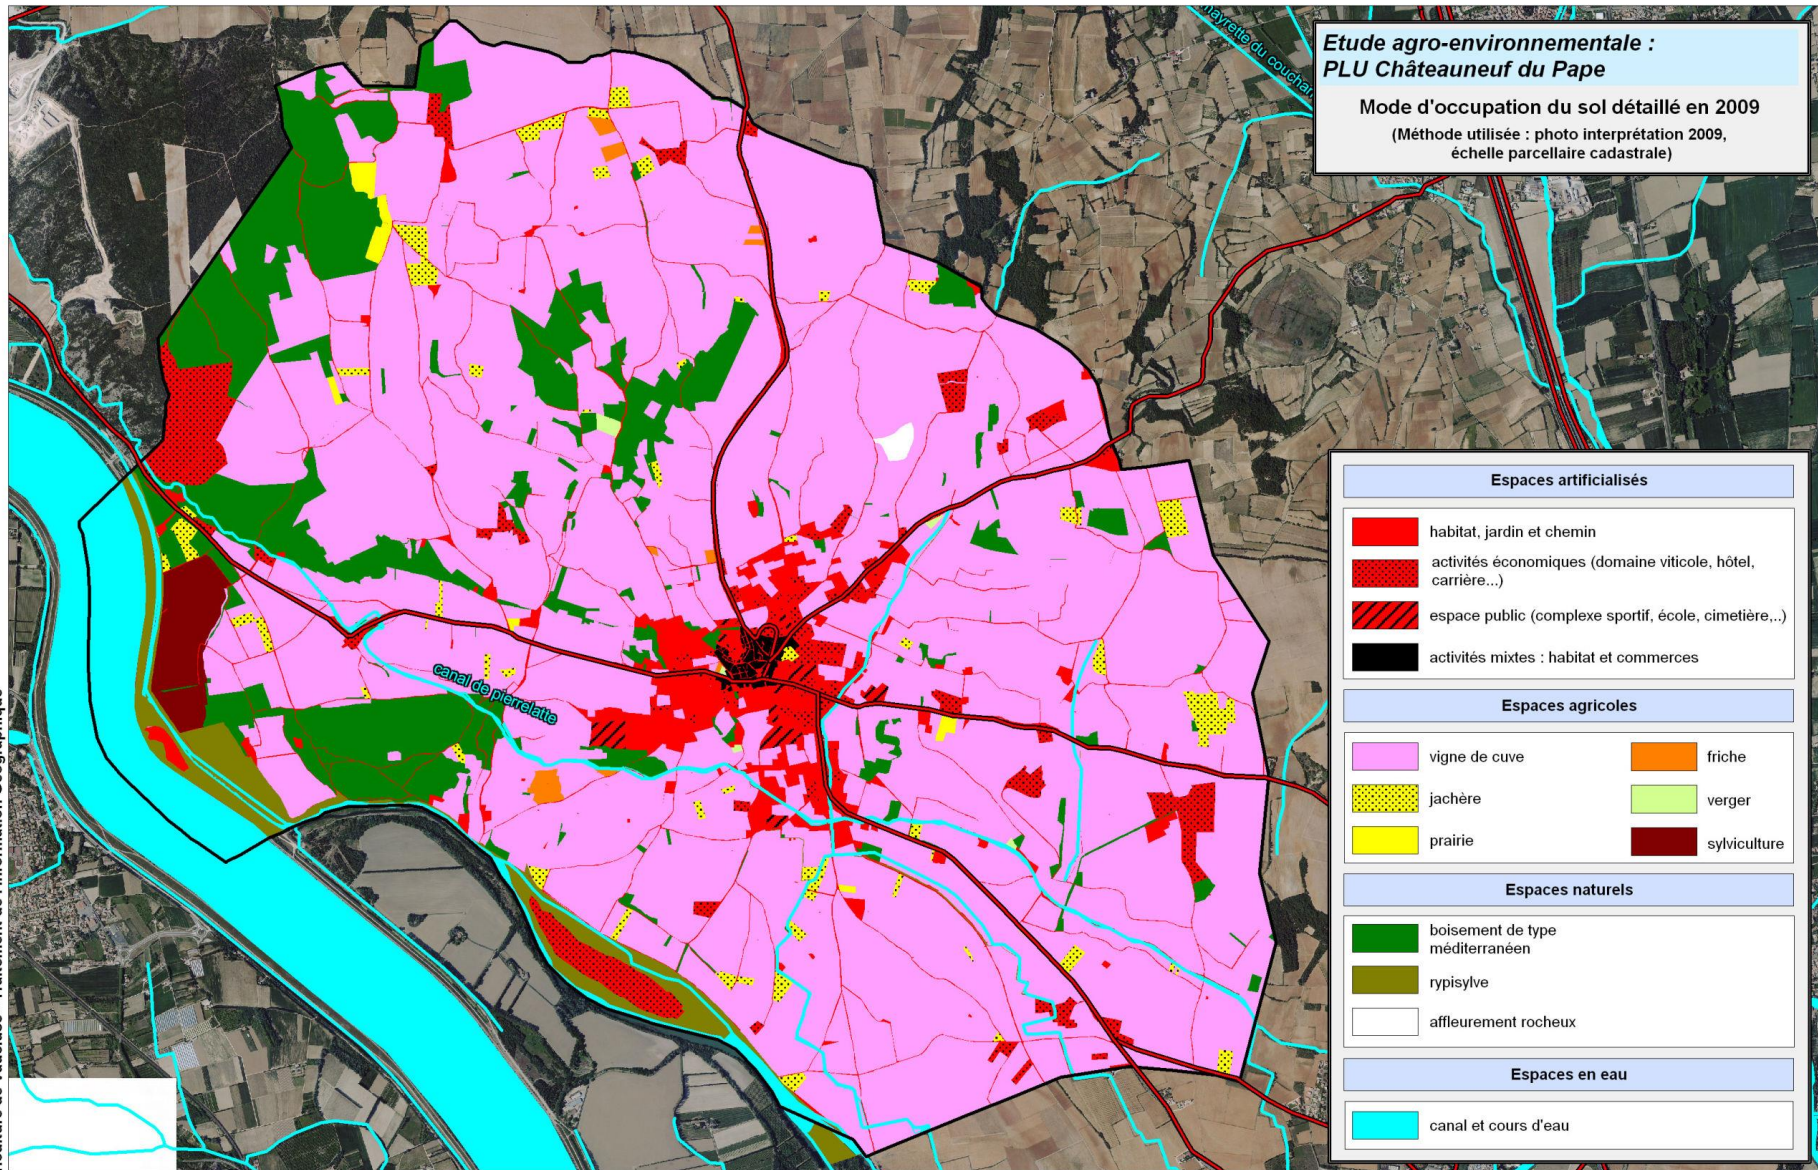 Etude agro-environnementale :
PLU Châteauneuf du Pape
Mode d'occupation du sol détaillé en 2009
(Méthode utilisée : photo interprétation 2009,
échelle parcellaire cadastrale)
mayrette du couchan
canal de pierrelatte
Espaces artificialisés
habitat, jardin et chemin
activités économiques (domaine viticole, hôtel,
carrière...)
espace public (complexe sportif, école, cimetière,..)
activités mixtes : habitat et commerces
Espaces agricoles
vigne de cuve
friche
jachère
verger
prairie
sylviculture
Espaces naturels
boisement de type
méditerranéen
rypisylve
affleurement rocheux
Espaces en eau
canal et cours d'eau